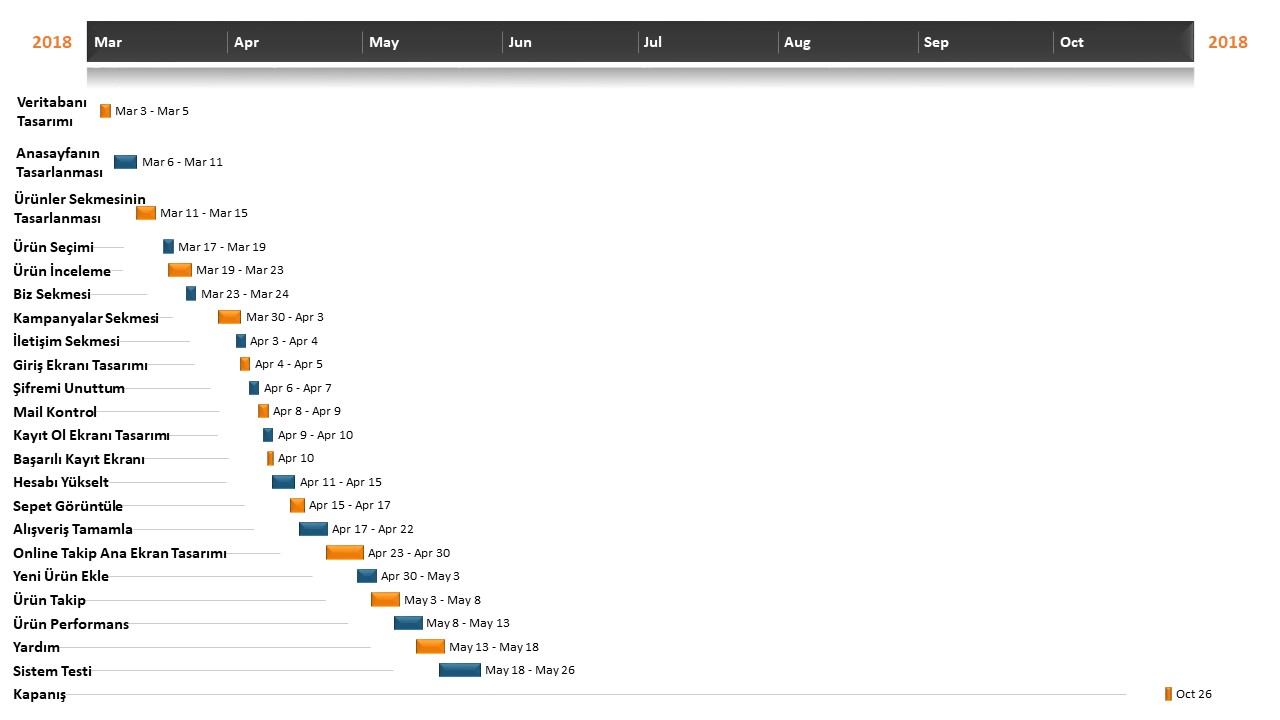 2018 Mar Apr May Jun Jul Aug Sep Oct 2018
Veritabanı
Tasarımı
Mar 3 - Mar 5
Anasayfanın
Tasarlanması
Mar 6 - Mar 11
Ürünler Sekmesinin
Tasarlanması
Mar 11 - Mar 15
Ürün Seçimi Mar 17 - Mar 19
Ürün İnceleme Mar 19 - Mar 23
Biz Sekmesi Mar 23 - Mar 24
Kampanyalar Sekmesi Mar 30 - Apr 3
İletişim Sekmesi Apr 3 - Apr 4
Giriş Ekranı Tasarımı Apr 4 - Apr 5
Şifremi Unuttum Apr 6 - Apr 7
Mail Kontrol Apr 8 - Apr 9
Kayıt Ol Ekranı Tasarımı Apr 9 - Apr 10
Başarılı Kayıt Ekranı Apr 10
Hesabı Yükselt Apr 11 - Apr 15
Sepet Görüntüle Apr 15 - Apr 17
Alışveriş Tamamla Apr 17 - Apr 22
Online Takip Ana Ekran Tasarımı Apr 23 - Apr 30
Yeni Ürün Ekle Apr 30 - May 3
Ürün Takip May 3 - May 8
Ürün Performans May 8 - May 13
Yardım May 13 - May 18
Sistem Testi May 18 - May 26
Kapanış Oct 26